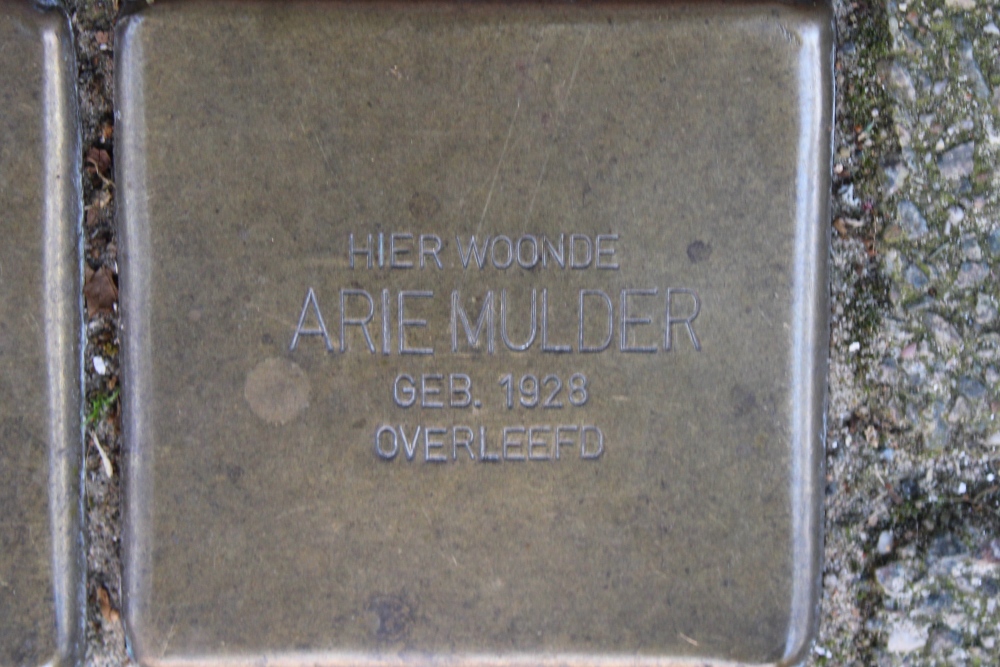 HIER WOONDE
ARIE MULDER
GEB. 1928
OVERLEEFD